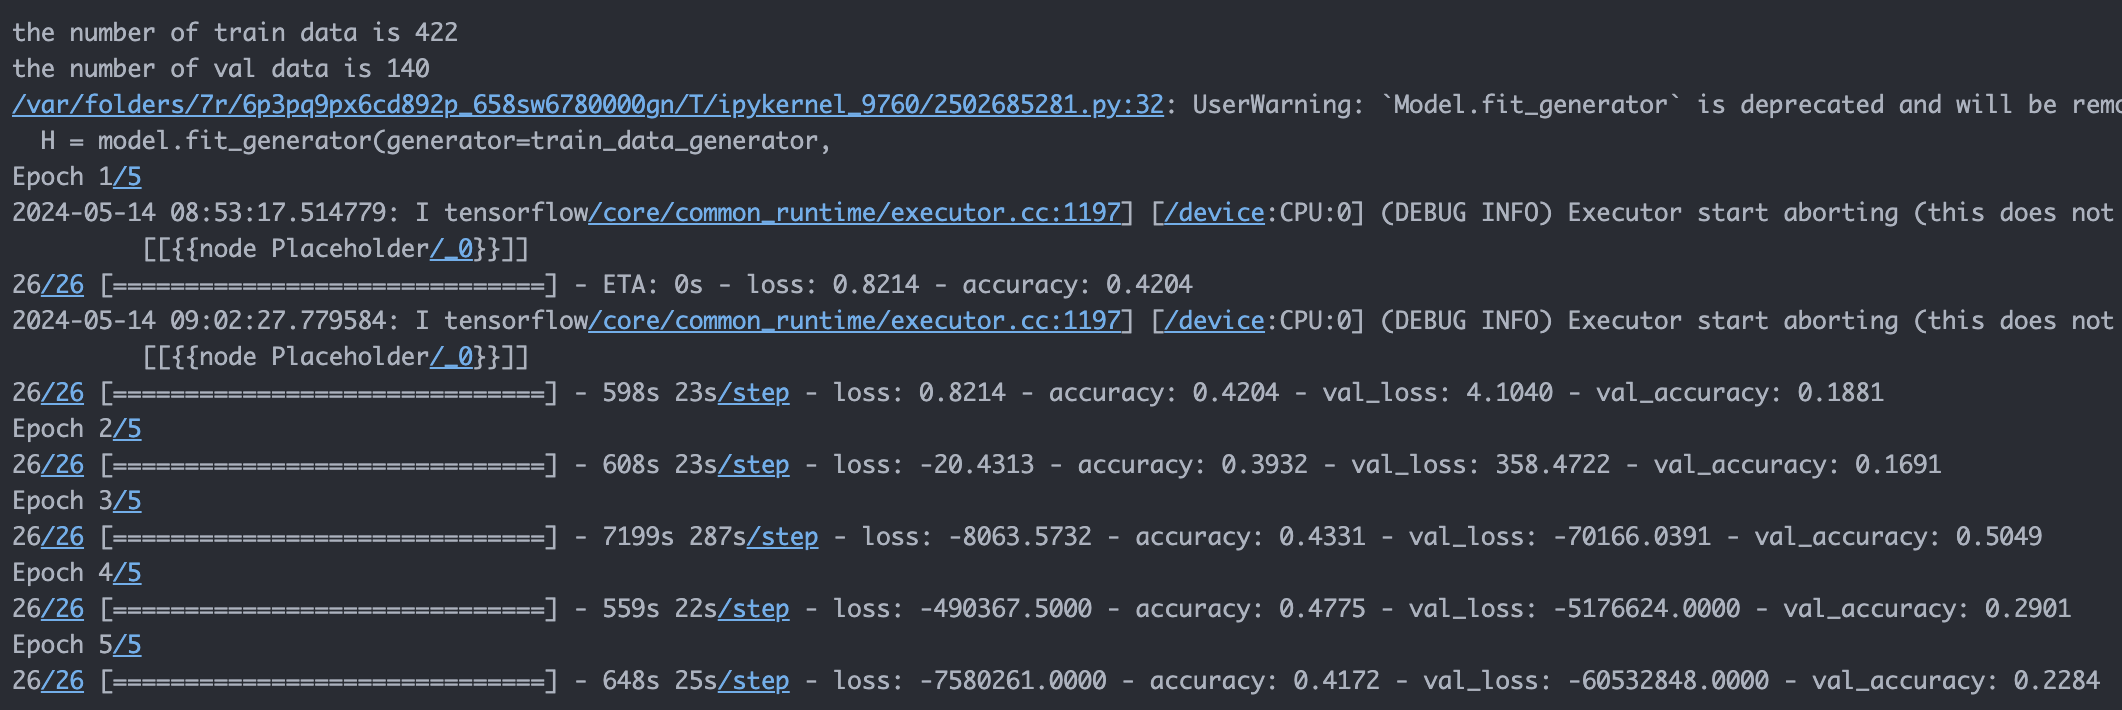 the number of train data is 422
the number of val data is 140
/var/folders/7r/6p3pq9px6cd892p_658sw6780000gn/T/ipykernel_9760/2502685281.py:32: UserWarning: `Model.fit_generator` is deprecated and will be remo
  H = model.fit_generator(generator=train_data_generator,
Epoch 1/5
2024-05-14 08:53:17.514779: I tensorflow/core/common_runtime/executor.cc:1197] [/device:CPU:0] (DEBUG INFO) Executor start aborting (this does not
[[{{node Placeholder/_0}}]]
26/26 [==============================] - ETA: 0s - loss: 0.8214 - accuracy: 0.4204
2024-05-14 09:02:27.779584: I tensorflow/core/common_runtime/executor.cc:1197] [/device:CPU:0] (DEBUG INFO) Executor start aborting (this does not
[[{{node Placeholder/_0}}]]
26/26 [==============================] - 598s 23s/step - loss: 0.8214 - accuracy: 0.4204 - val_loss: 4.1040 - val_accuracy: 0.1881
Epoch 2/5
26/26 [==============================] - 608s 23s/step - loss: -20.4313 - accuracy: 0.3932 - val_loss: 358.4722 - val_accuracy: 0.1691
Epoch 3/5
26/26 [==============================] - 7199s 287s/step - loss: -8063.5732 - accuracy: 0.4331 - val_loss: -70166.0391 - val_accuracy: 0.5049
Epoch 4/5
26/26 [==============================] - 559s 22s/step - loss: -490367.5000 - accuracy: 0.4775 - val_loss: -5176624.0000 - val_accuracy: 0.2901
Epoch 5/5
26/26 [==============================] - 648s 25s/step - loss: -7580261.0000 - accuracy: 0.4172 - val_loss: -60532848.0000 - val_accuracy: 0.2284